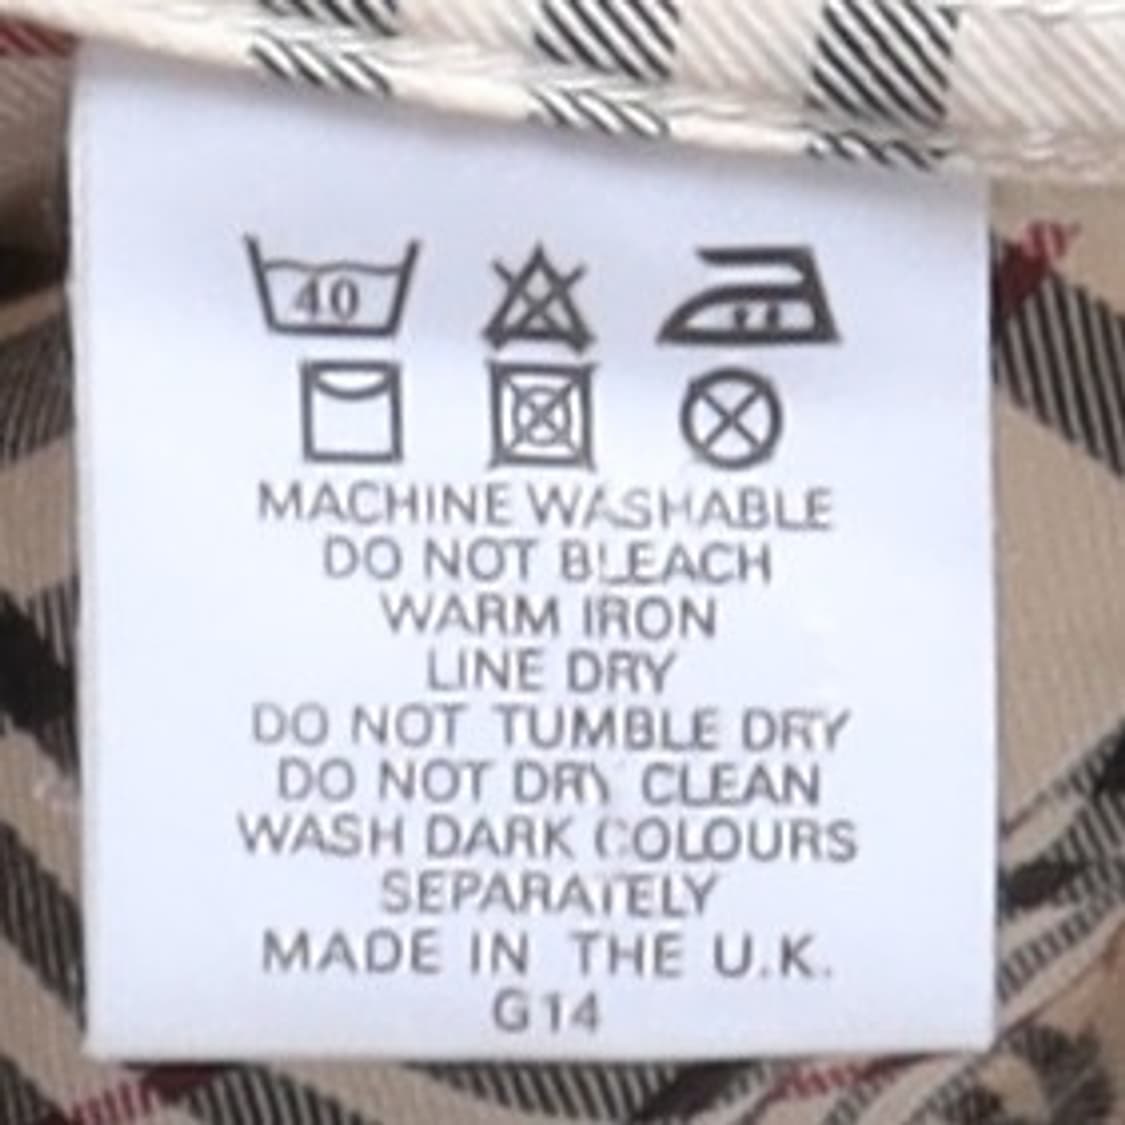 40
MACHINE WASHABLE
DO NOT BLEACH
WARM IRON
LINE DRY
DO NOT TUMBLE DRY
DO NOT DRY CLEAN
WASH DARK COLOURS
SEPARATELY
MADE IN THE U.K.
G14